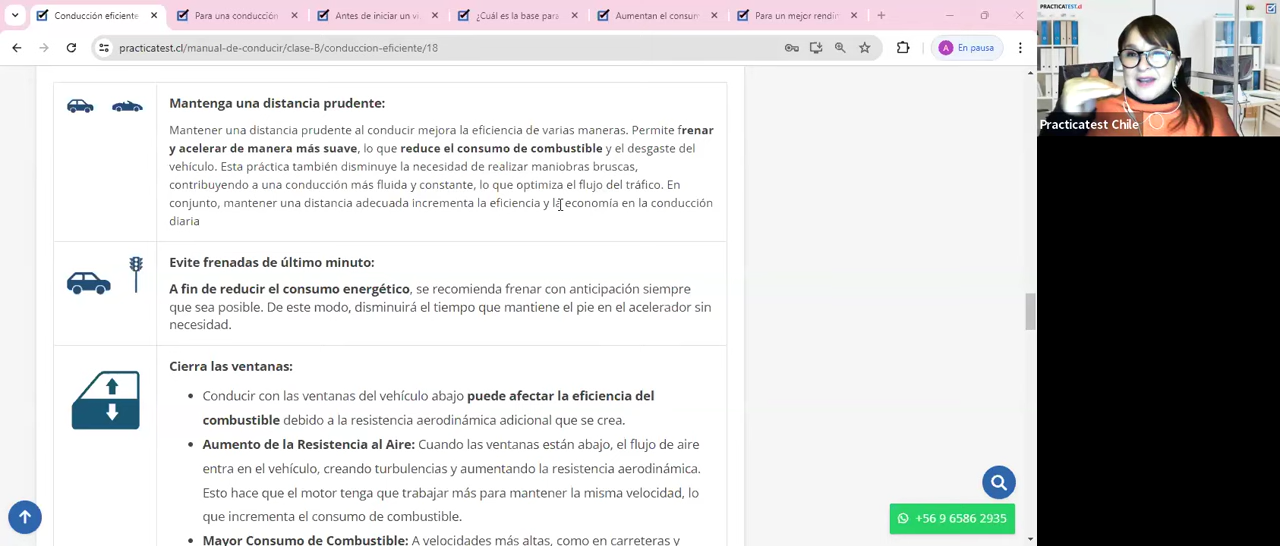 Conducción eficiente
Para una conducción
Antes de iniciar un vi
¿Cuál es la base para
Aumentan el consum
Para un mejor rendin
practicatest.cl/manual-de-conducir/clase-B/conduccion-eficiente/18
A
En pausa
PRACTICATEST.cl
Practicatest Chile
Mantenga una distancia prudente:
Mantener una distancia prudente al conducir mejora la eficiencia de varias maneras. Permite frenar
y acelerar de manera más suave, lo que reduce el consumo de combustible y el desgaste del
vehículo. Esta práctica también disminuye la necesidad de realizar maniobras bruscas,
contribuyendo a una conducción más fluida y constante, lo que optimiza el flujo del tráfico. En
conjunto, mantener una distancia adecuada incrementa la eficiencia y la economía en la conducción
diaria
Evite frenadas de último minuto:
A fin de reducir el consumo energético, se recomienda frenar con anticipación siempre
que sea posible. De este modo, disminuirá el tiempo que mantiene el pie en el acelerador sin
necesidad.
Cierra las ventanas:
Conducir con las ventanas del vehículo abajo puede afectar la eficiencia del
combustible debido a la resistencia aerodinámica adicional que se crea.
Aumento de la Resistencia al Aire: Cuando las ventanas están abajo, el flujo de aire
entra en el vehículo, creando turbulencias y aumentando la resistencia aerodinámica.
Esto hace que el motor tenga que trabajar más para mantener la misma velocidad, lo
que incrementa el consumo de combustible.
Mayor Consumo de Combustible: A velocidades más altas, como en carreteras y
+56 9 6586 2935